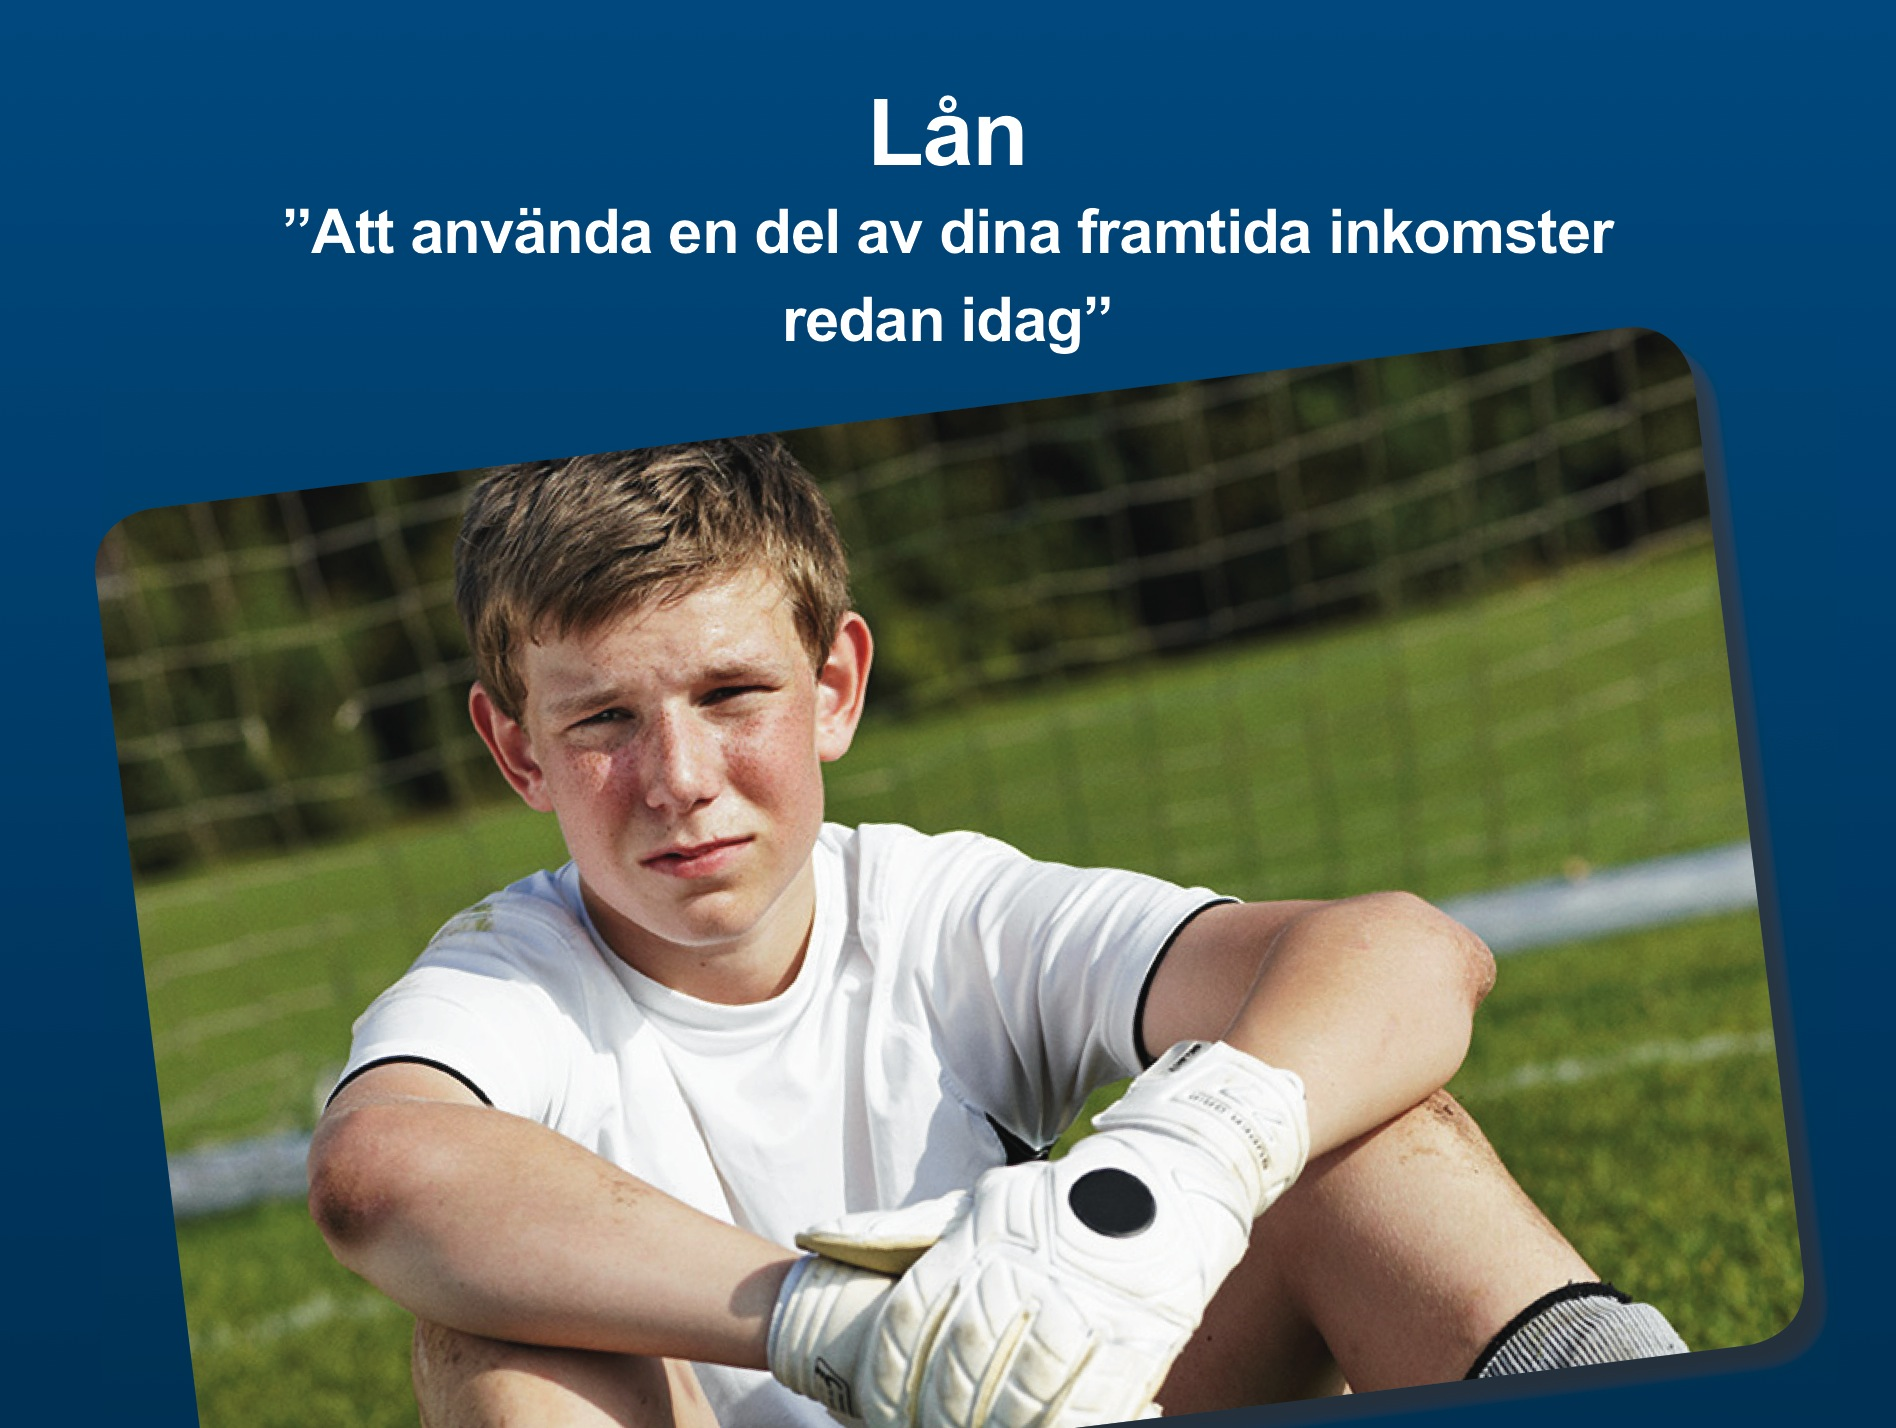 Lån
”Att använda en del av dina framtida inkomster
redan idag”